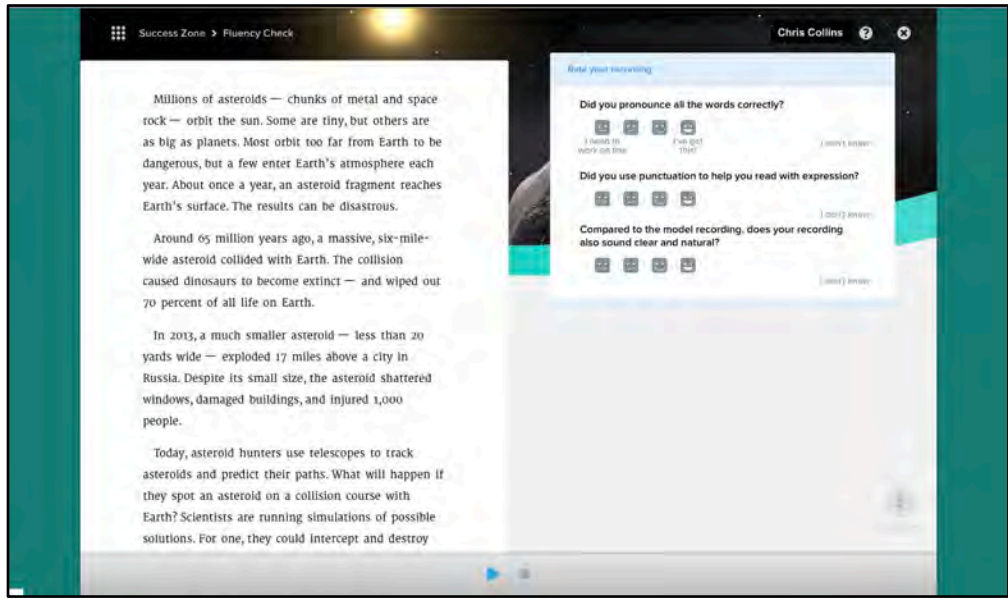 Success Zone > Fluency Check
Chris Collins
?
Millions of asteroids — chunks of metal and space
rock — orbit the sun. Some are tiny, but others are
as big as planets. Most orbit too far from Earth to be
dangerous, but a few enter Earth's atmosphere each
year. About once a year, an asteroid fragment reaches
Earth's surface. The results can be disastrous.
Around 65 million years ago, a massive, six-mile-
wide asteroid collided with Earth. The collision
caused dinosaurs to become extinct — and wiped out
70 percent of all life on Earth.
In 2013, a much smaller asteroid — less than 20
yards wide — exploded 17 miles above a city in
Russia. Despite its small size, the asteroid shattered
windows, damaged buildings, and injured 1,000
people.
Today, asteroid hunters use telescopes to track
asteroids and predict their paths. What will happen if
they spot an asteroid on a collision course with
Earth? Scientists are running simulations of possible
solutions. For one, they could intercept and destroy
Rate your recording
Did you pronounce all the words correctly?
I need to
work on this
I've got
this!
I don't know
Did you use punctuation to help you read with expression?
I don't know
Compared to the model recording, does your recording
also sound clear and natural?
I don't know